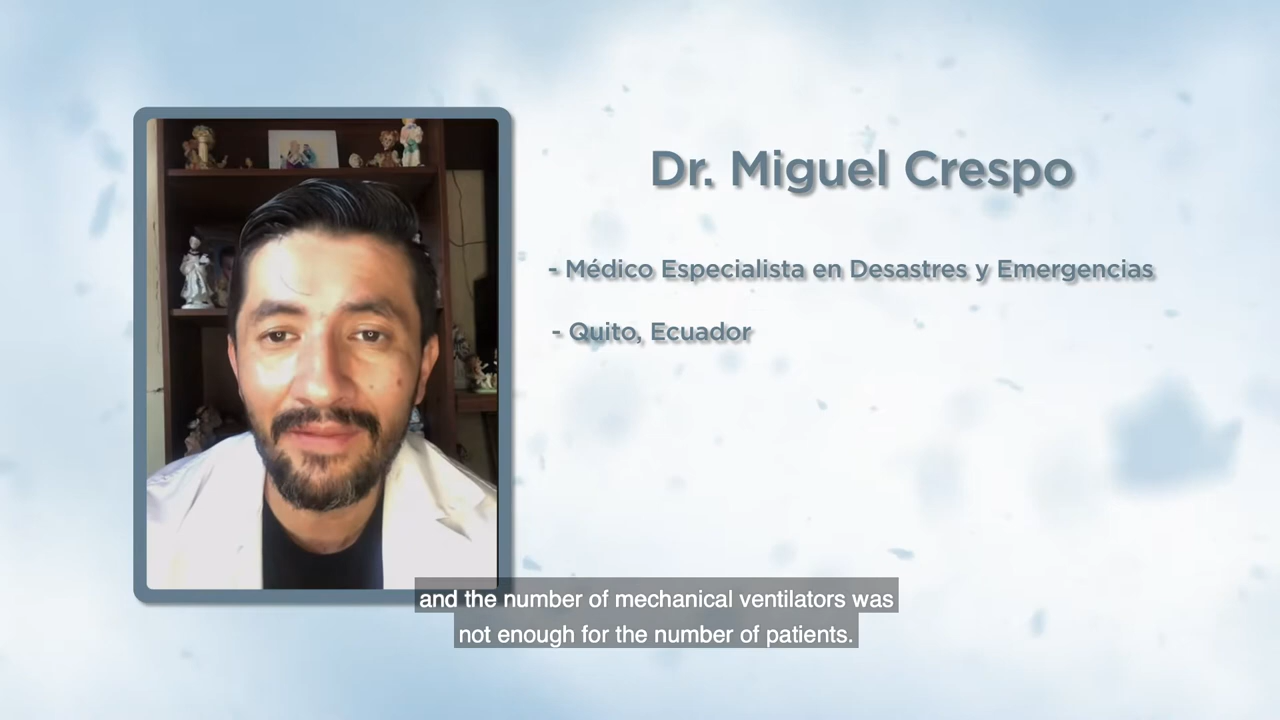 Dr. Miguel Crespo
- Médico Especialista en Desastres y Emergencias
- Quito, Ecuador
and the number of mechanical ventilators was
not enough for the number of patients.